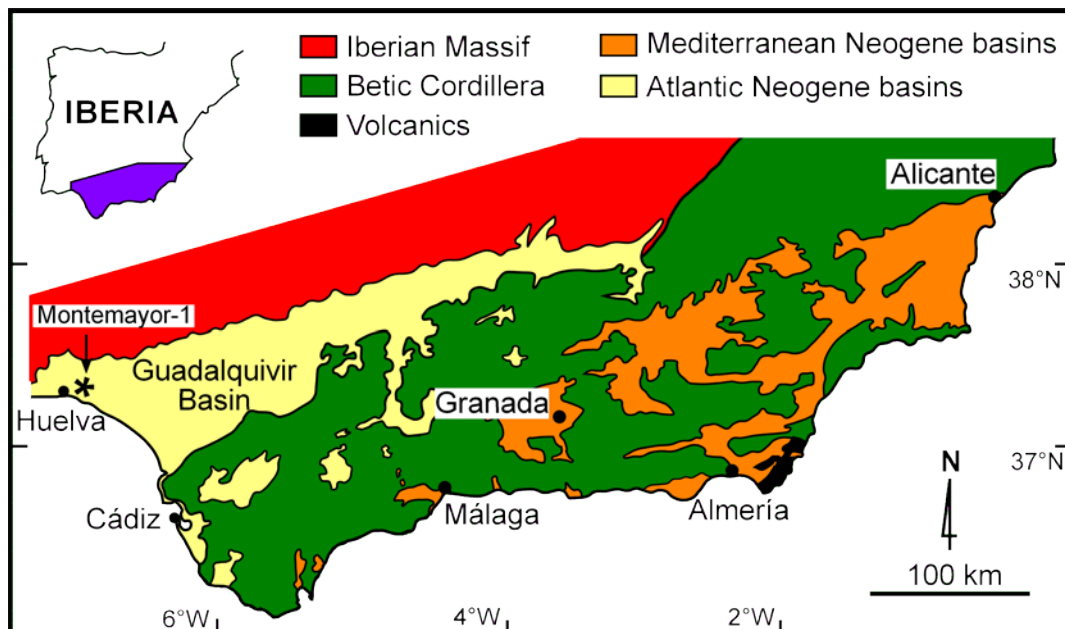 IBERIA
Iberian Massif
Betic Cordillera
Volcanics
Mediterranean Neogene basins
Atlantic Neogene basins
Alicante
38°N
Montemayor-1
Guadalquivir
Basin
Huelva
Granada
37°N
N
Cádiz
Málaga
Almería
100 km
6°W
4°W
2°W